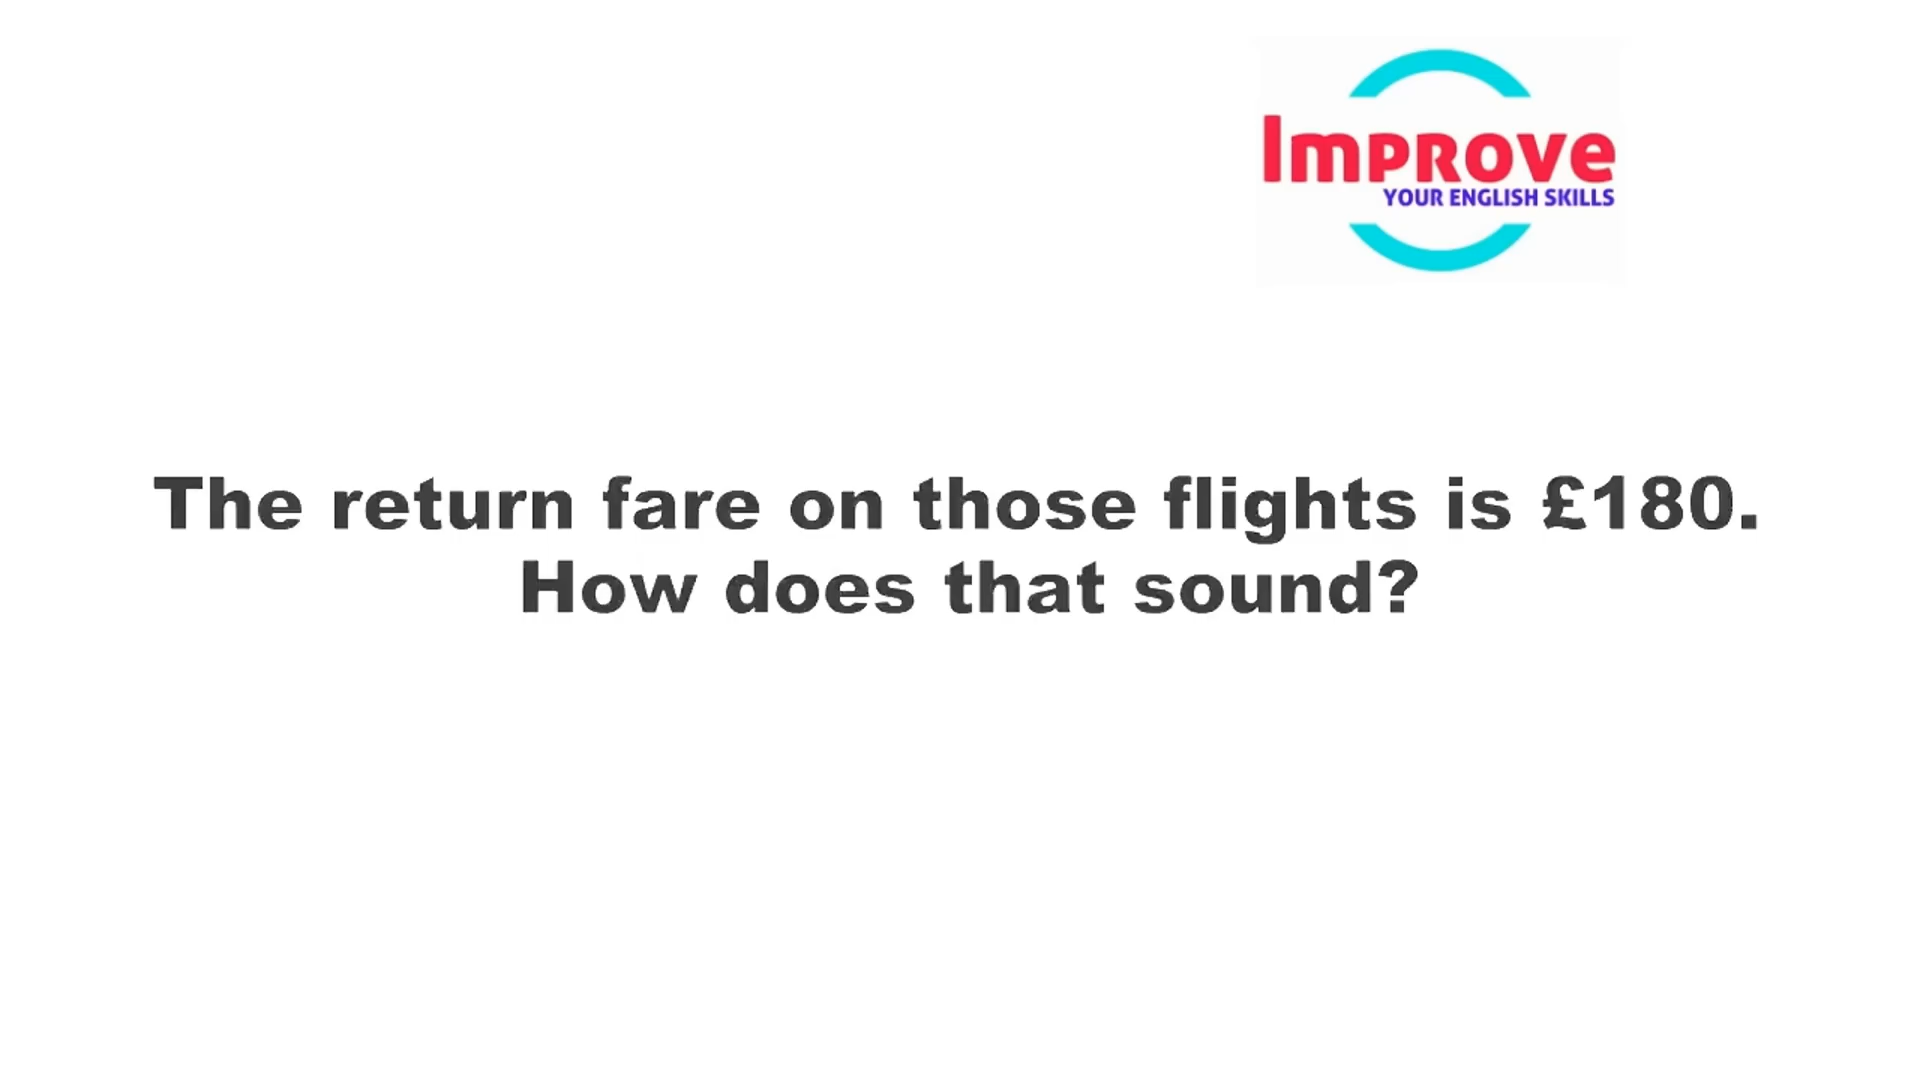 Improve
YOUR ENGLISH SKILLS
The return fare on those flights is £180.
How does that sound?